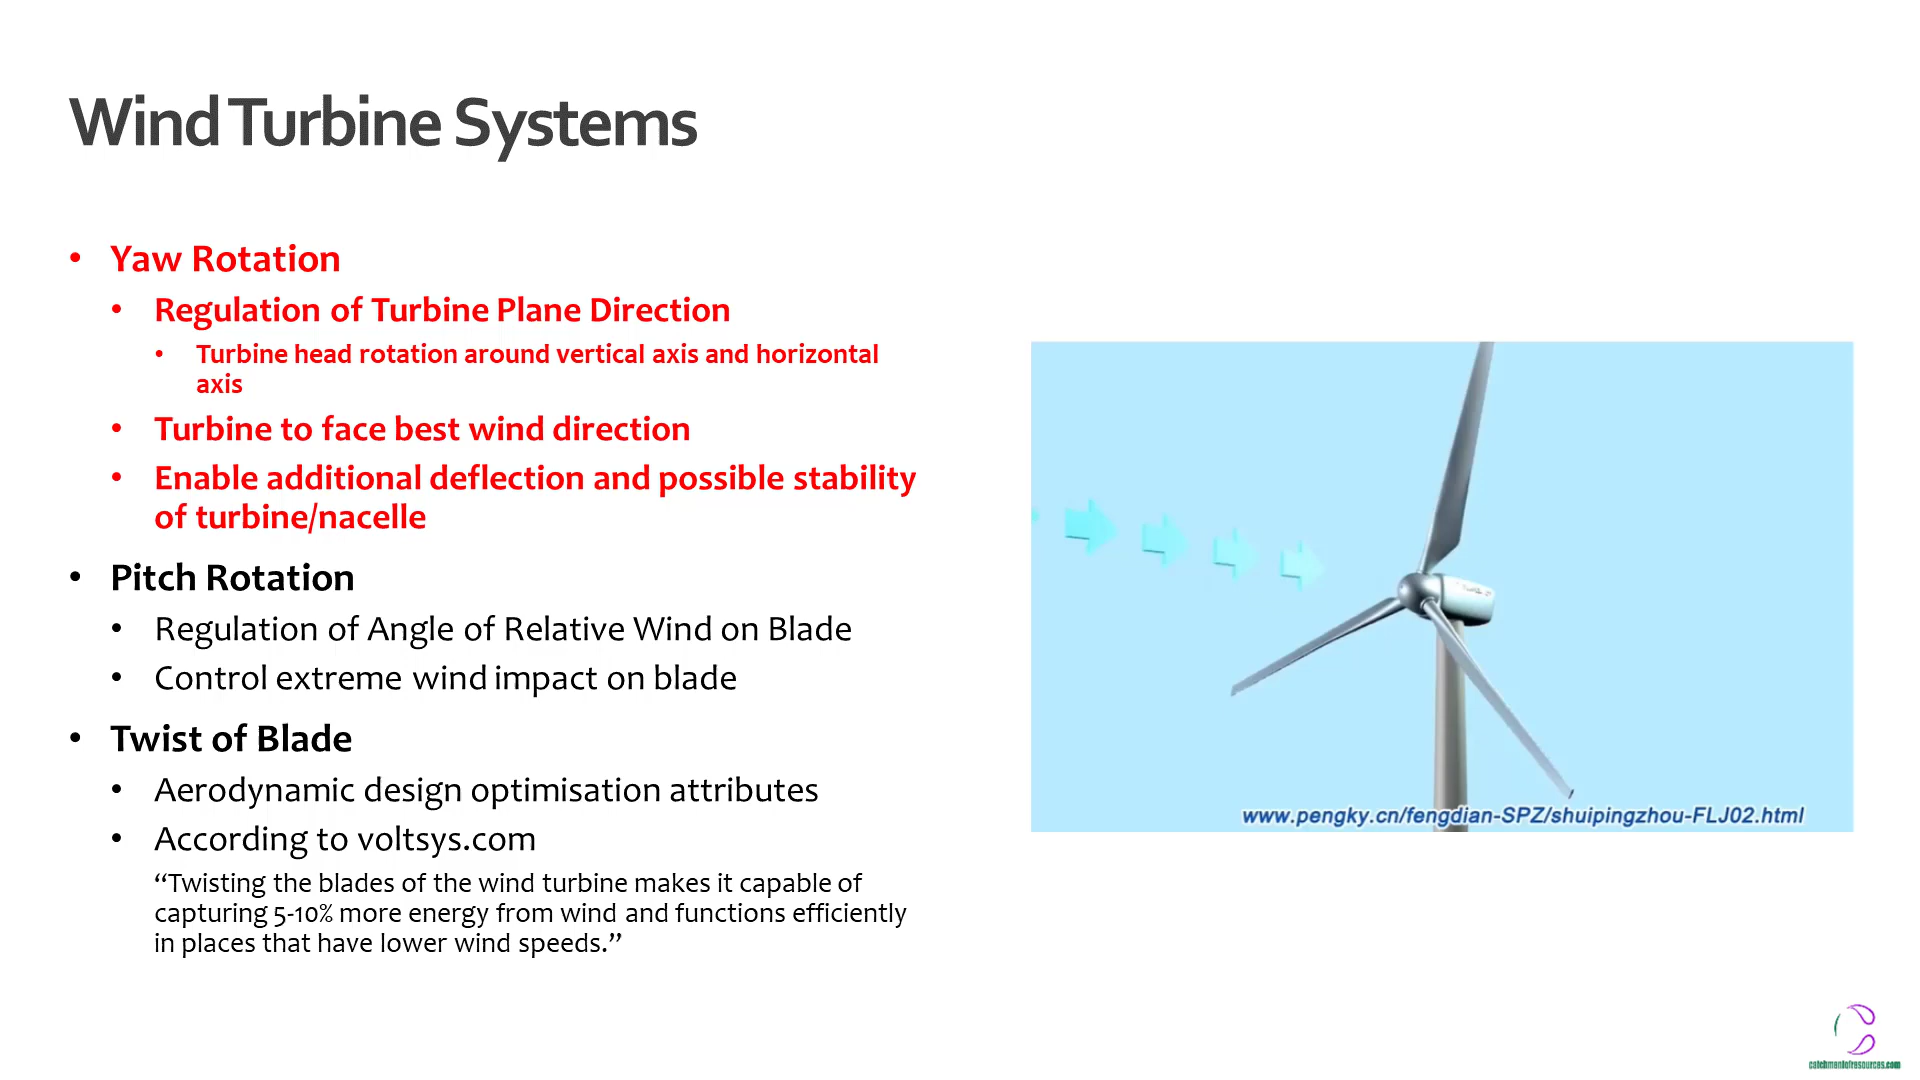 Wind Turbine Systems
• Yaw Rotation
• Regulation of Turbine Plane Direction
• Turbine head rotation around vertical axis and horizontal
axis
• Turbine to face best wind direction
• Enable additional deflection and possible stability
of turbine/nacelle
• Pitch Rotation
• Regulation of Angle of Relative Wind on Blade
• Control extreme wind impact on blade
• Twist of Blade
• Aerodynamic design optimisation attributes
• According to voltsys.com
“Twisting the blades of the wind turbine makes it capable of
capturing 5-10% more energy from wind and functions efficiently
in places that have lower wind speeds.”
www.pengky.cn/fengdian-SPZ/shuipingzhou-FLJ02.html
catchmentofresources.com